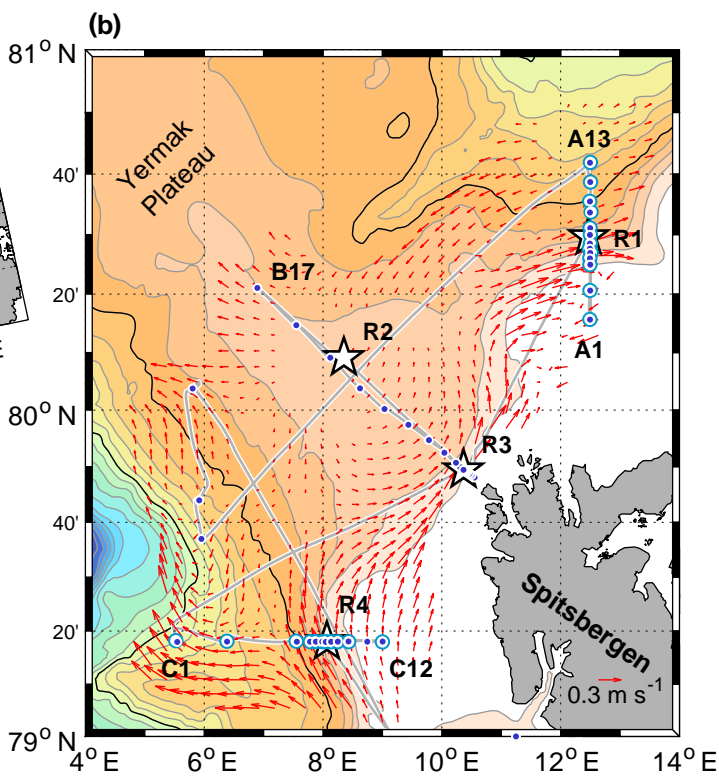 (b)
81° N
Yermak
Plateau
A13
40'
R1
B17
20'
R2
A1
80° N
R3
40'
R4
20'
C1
C12
Spitsbergen
0.3 m s⁻¹
79° N
4° E
6° E
8° E
10° E
12° E
14° E
E